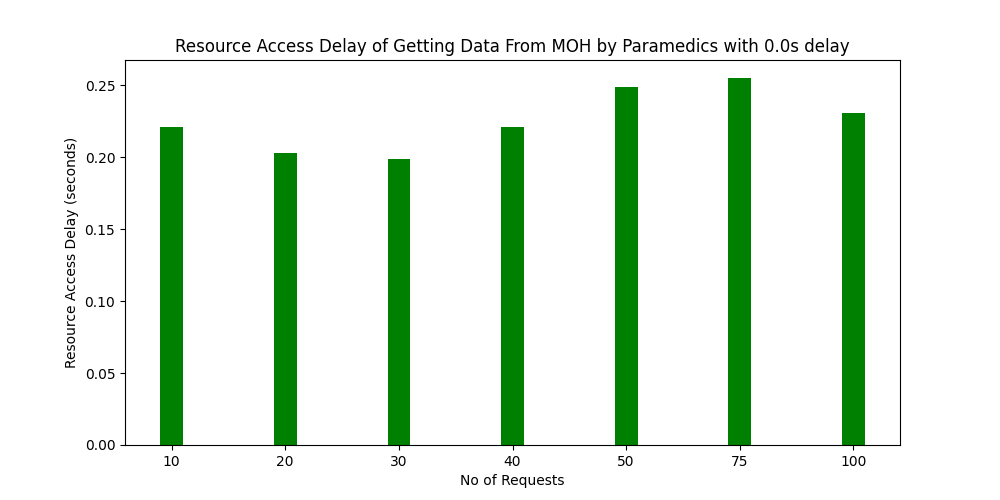 Resource Access Delay of Getting Data From MOH by Paramedics with 0.0s delay
Resource Access Delay (seconds)
0.25
0.20
0.15
0.10
0.05
0.00
10 20 30 40 50 75 100
No of Requests